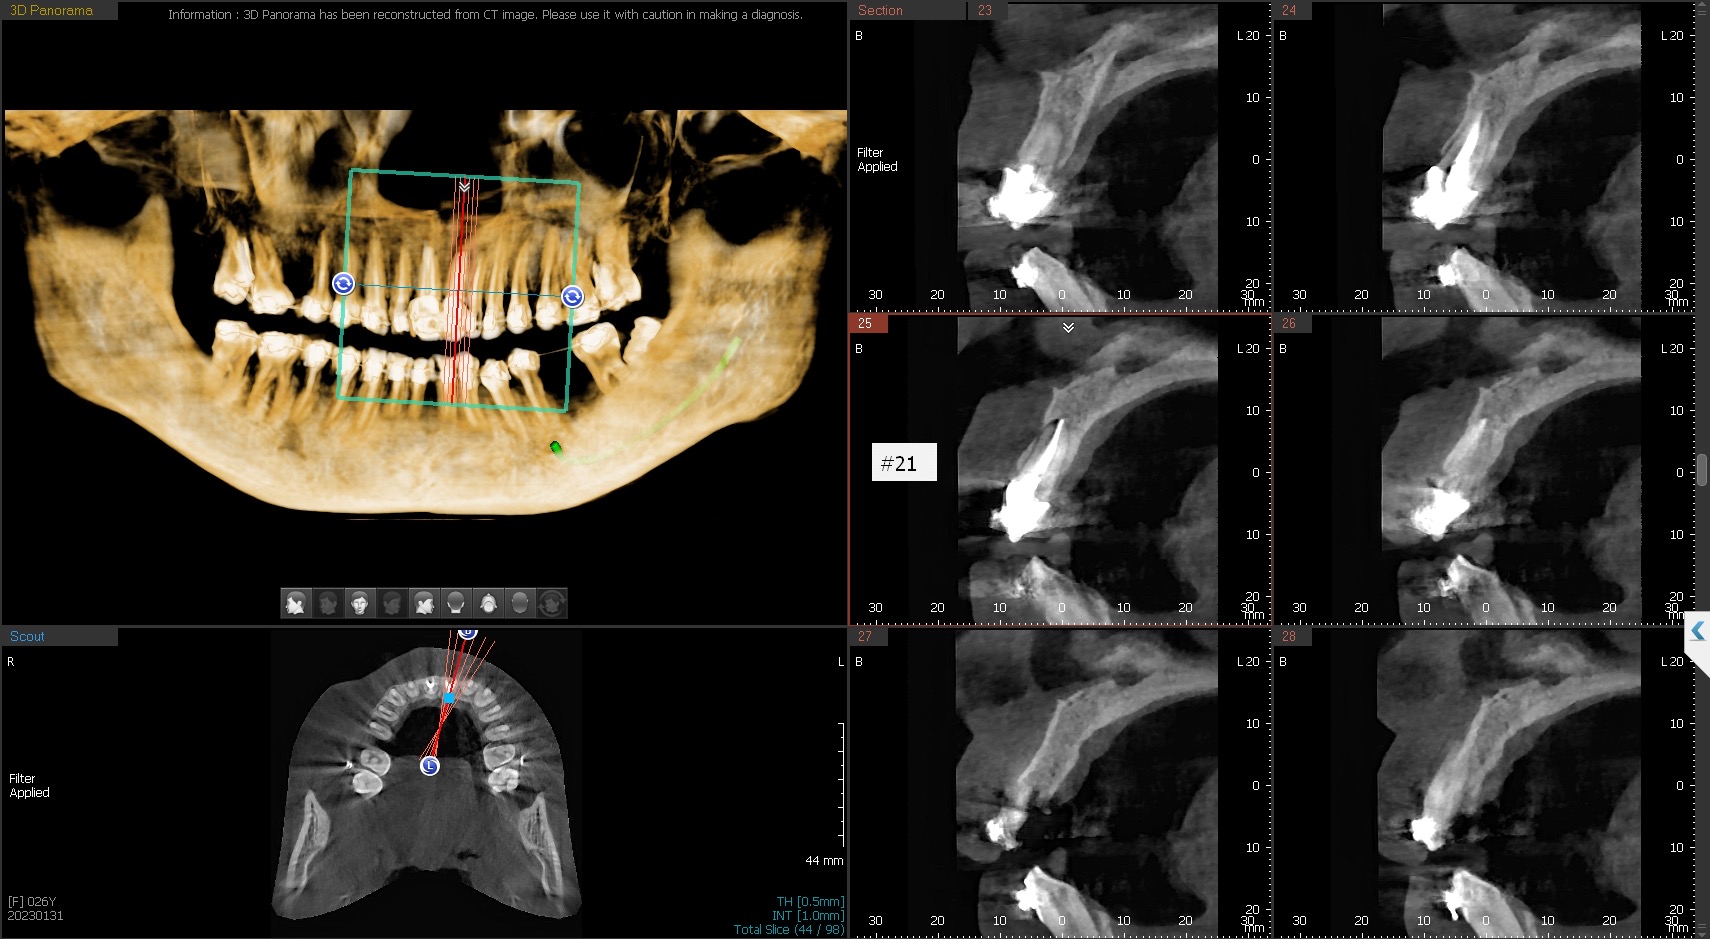 3D Panorama
Information : 3D Panorama has been reconstructed from CT image. Please use it with caution in making a diagnosis.
Scout
R
L
B
L
Filter
Applied
44 mm
[F] 026Y
20230131
TH [0.5mm]
INT [1.0mm]
Total Slice (44 / 98)
Section
23
B
L 20
10
0
10
20
mm
Filter
Applied
30 20 10 0 10 20
24
B
L 20
10
0
10
20
mm
30 20 10 0 10 20
25
B
L 20
10
0
10
20
mm
#21
30 20 10 0 10 20
26
B
L 20
10
0
10
20
mm
30 20 10 0 10 20
27
B
L 20
10
0
10
20
mm
30 20 10 0 10 20
28
B
L 20
10
0
10
20
mm
30 20 10 0 10 20